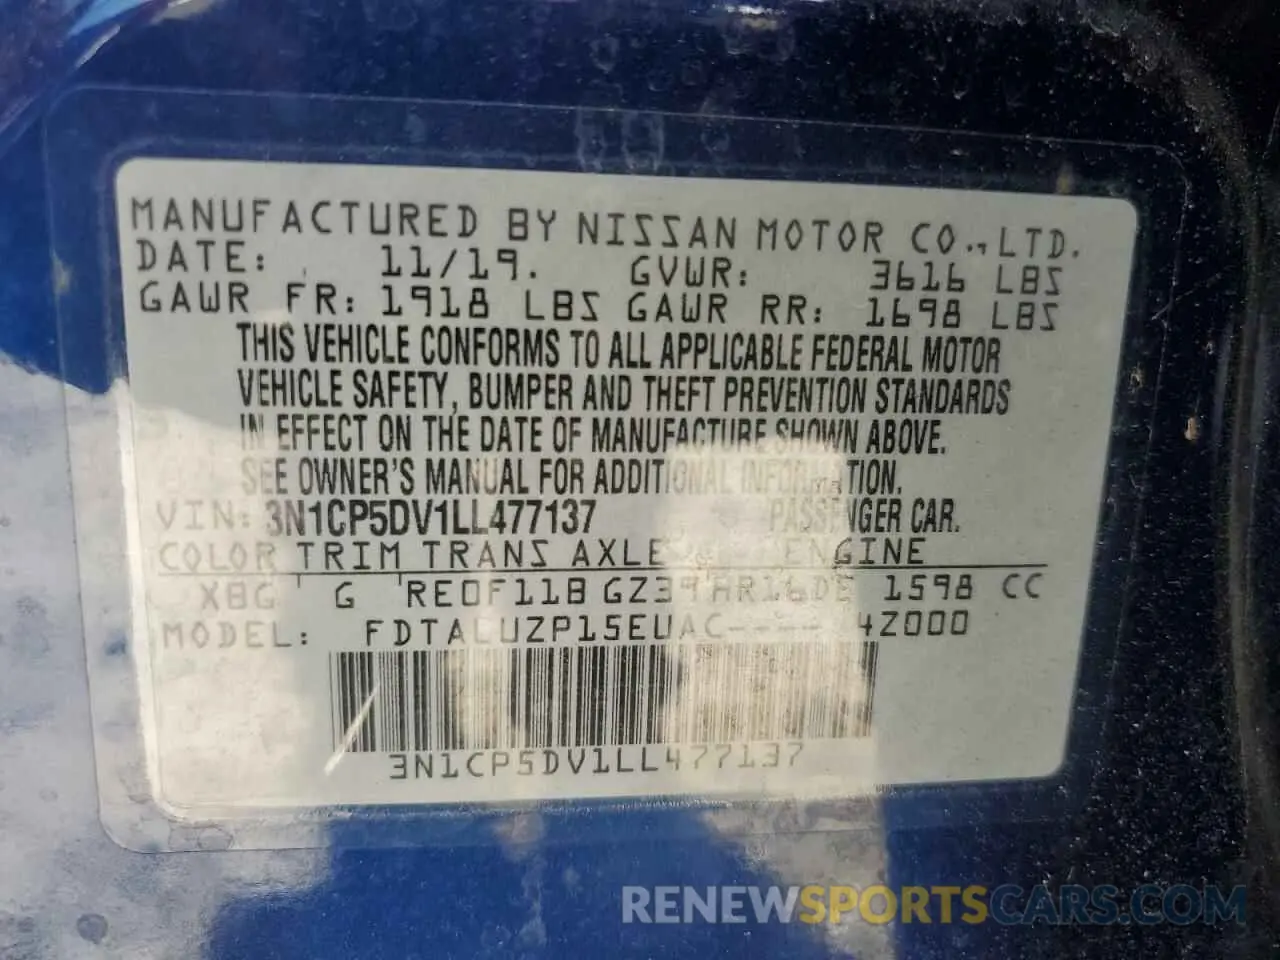 MANUFACTURED BY NISSAN MOTOR CO., LTD.
DATE: 11/19. GVWR: 3616 LBS
GAWR FR: 1918 LBS GAWR RR: 1698 LBS
THIS VEHICLE CONFORMS TO ALL APPLICABLE FEDERAL MOTOR
VEHICLE SAFETY, BUMPER AND THEFT PREVENTION STANDARDS
IN EFFECT ON THE DATE OF MANUFACTURE SHOWN ABOVE.
SEE OWNER'S MANUAL FOR ADDITIONAL INFORMATION.
VIN: 3N1CP5DV1LL477137 PASSENGER CAR.
COLOR TRIM TRANS AXLE ENGINE
XBG G RE0F11B GZ39 HR16DE 1598 CC
MODEL: FDTALUZP15EUAC---- 4Z000
3N1CP5DV1LL477137
RENEWSPORTSCARS.COM